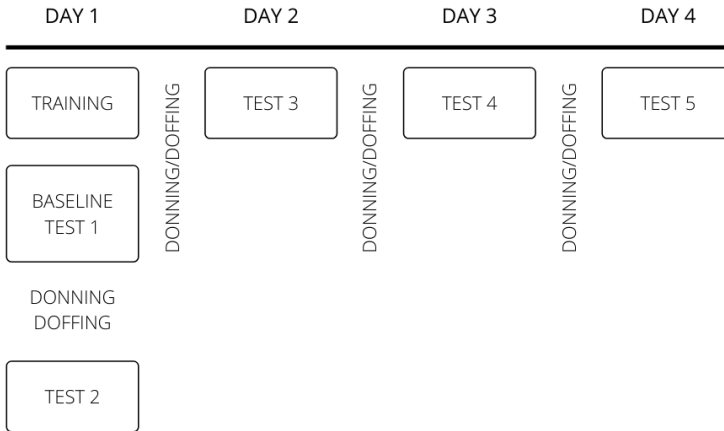 DAY 1
DAY 2
DAY 3
DAY 4
TRAINING
BASELINE
TEST 1
DONNING
DOFFING
TEST 2
DONNING/DOFFING
TEST 3
DONNING/DOFFING
TEST 4
DONNING/DOFFING
TEST 5